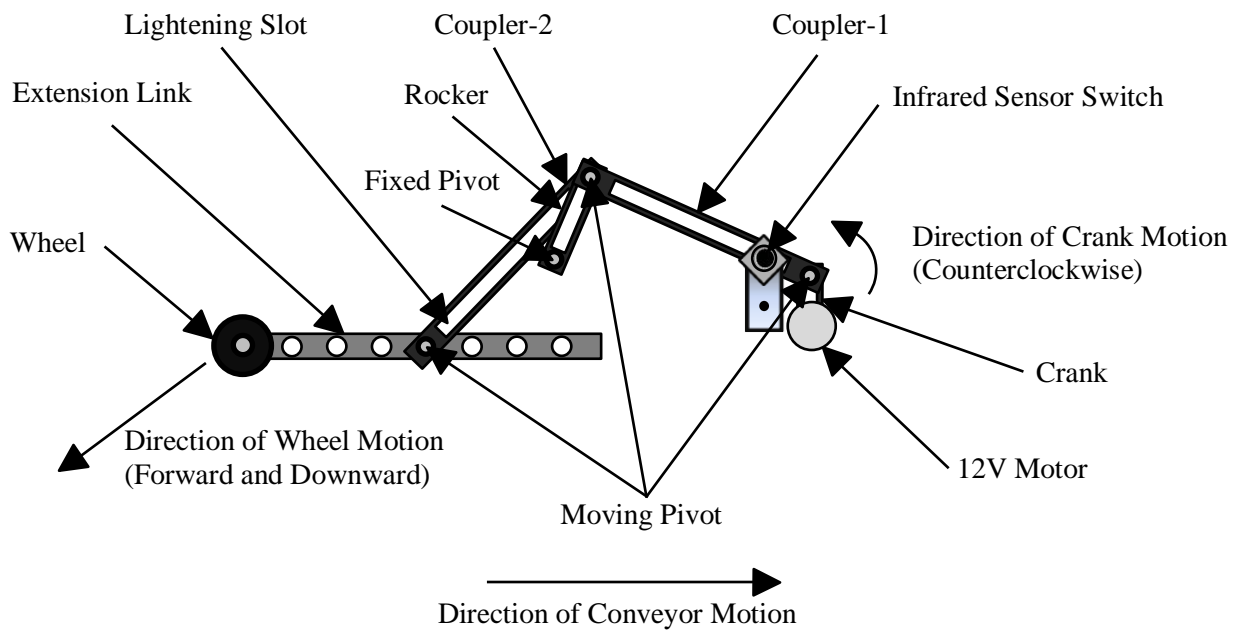 Lightening Slot
Coupler-2
Coupler-1
Extension Link
Rocker
Infrared Sensor Switch
Fixed Pivot
Wheel
Direction of Crank Motion
(Counterclockwise)
Crank
Direction of Wheel Motion
(Forward and Downward)
12V Motor
Moving Pivot
Direction of Conveyor Motion